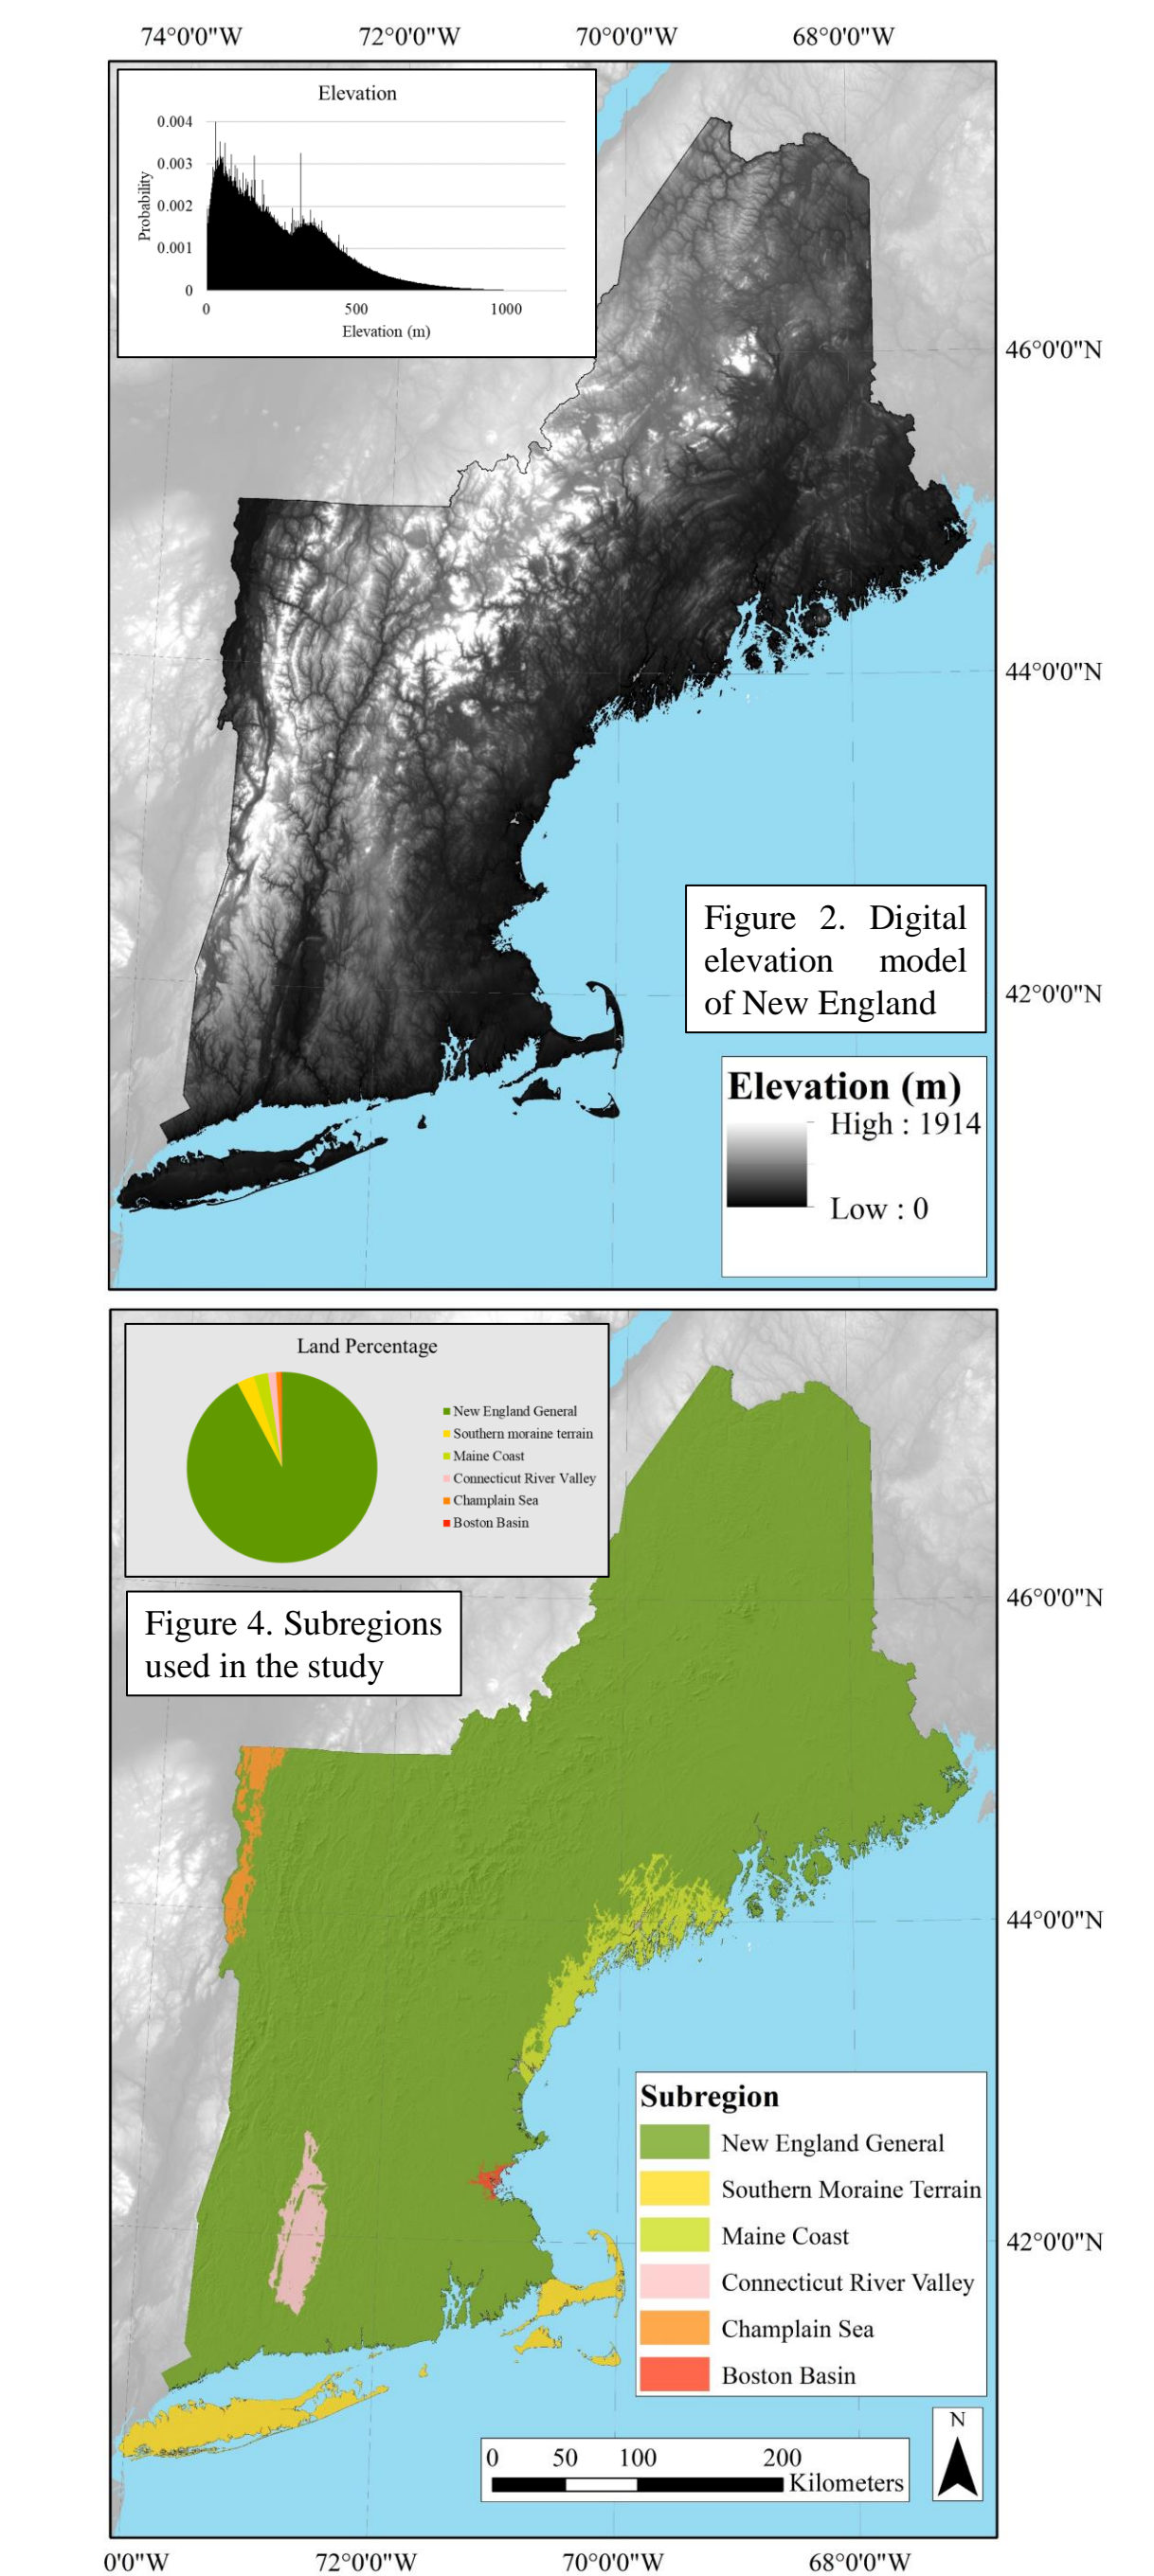 74°0'0"W 72°0'0"W 70°0'0"W 68°0'0"W
Elevation
0.004
0.003
0.002
0.001
0
Probability
0 500 1000
Elevation (m)
46°0'0"N
44°0'0"N
42°0'0"N
Figure 2. Digital
elevation model
of New England
Elevation (m)
High : 1914
Low : 0
Land Percentage
New England General
Southern moraine terrain
Maine Coast
Connecticut River Valley
Champlain Sea
Boston Basin
Figure 4. Subregions
used in the study
46°0'0"N
44°0'0"N
42°0'0"N
Subregion
New England General
Southern Moraine Terrain
Maine Coast
Connecticut River Valley
Champlain Sea
Boston Basin
N
0 50 100 200
Kilometers
0'0"W 72°0'0"W 70°0'0"W 68°0'0"W